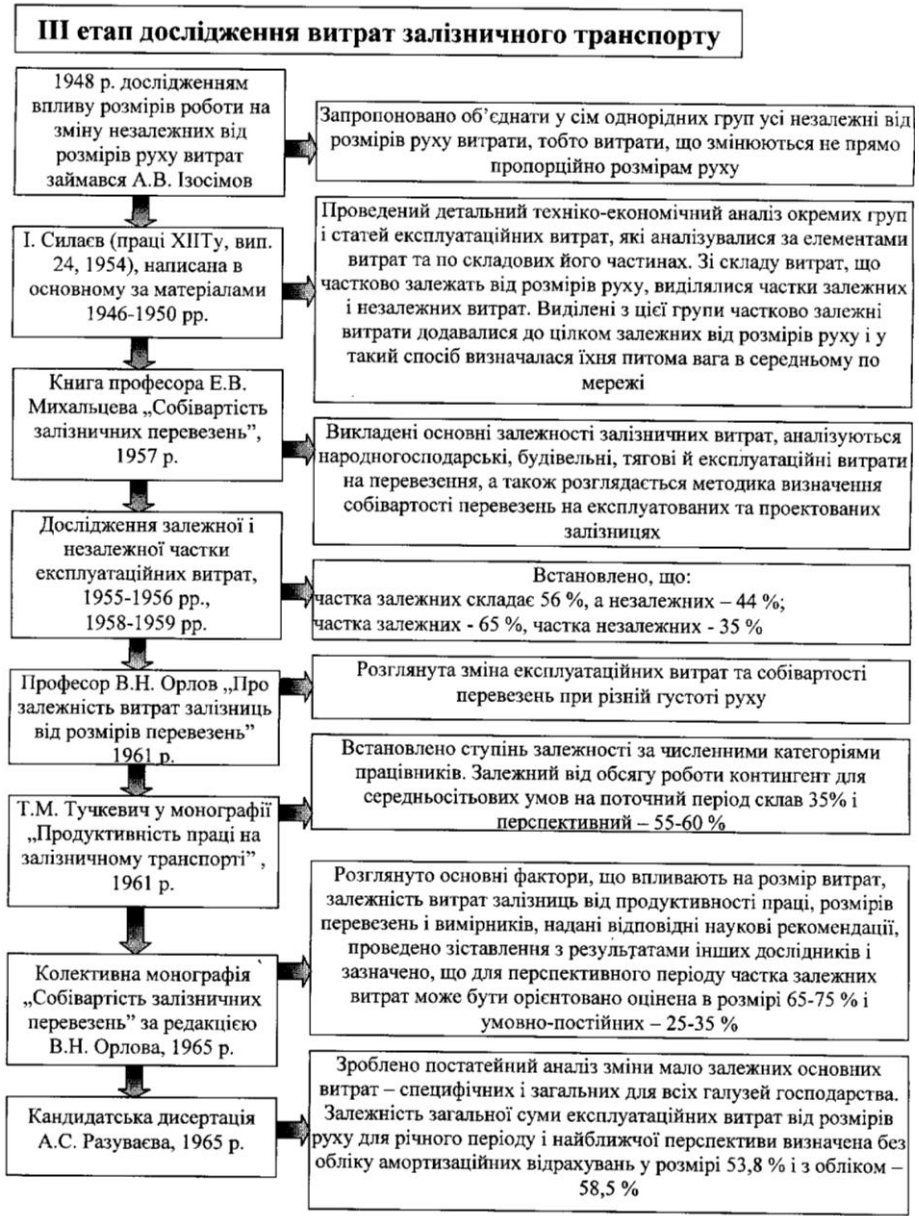 ІІІ етап дослідження витрат залізничного транспорту
1948 р. дослідженням
впливу розмірів роботи на
зміну незалежних від
розмірів руху витрат
займався А.В. Ізосімов
Запропоновано об’єднати у сім однорідних груп усі незалежні від
розмірів руху витрати, тобто витрати, що змінюються не прямо
пропорційно розмірам руху
І. Силаєв (праці ХІІТу, вип.
24, 1954), написана в
основному за матеріалами
1946-1950 рр.
Проведений детальний техніко-економічний аналіз окремих груп
і статей експлуатаційних витрат, які аналізувалися за елементами
витрат та по складових його частинах. Зі складу витрат, що
частково залежать від розмірів руху, виділялися частки залежних
і незалежних витрат. Виділені з цієї групи частково залежні
витрати додавалися до цілком залежних від розмірів руху і у
такий спосіб визначалася їхня питома вага в середньому по
мережі
Книга професора Е.В.
Михальцева „Собівартість
залізничних перевезень”,
1957 р.
Викладені основні залежності залізничних витрат, аналізуються
народногосподарські, будівельні, тягові й експлуатаційні витрати
на перевезення, а також розглядається методика визначення
собівартості перевезень на експлуатованих та проектованих
залізницях
Дослідження залежної і
незалежної частки
експлуатаційних витрат,
1955-1956 рр.,
1958-1959 рр.
Встановлено, що:
частка залежних складає 56 %, а незалежних – 44 %;
частка залежних - 65 %, частка незалежних - 35 %
Професор В.Н. Орлов „Про
залежність витрат залізниць
від розмірів перевезень”
1961 р.
Розглянута зміна експлуатаційних витрат та собівартості
перевезень при різній густоті руху
Т.М. Тучкевич у монографії
„Продуктивність праці на
залізничному транспорті” ,
1961 р.
Встановлено ступінь залежності за численними категоріями
працівників. Залежний від обсягу роботи контингент для
середньосітьових умов на поточний період склав 35% і
перспективний – 55-60 %
Колективна монографія
„Собівартість залізничних
перевезень” за редакцією
В.Н. Орлова, 1965 р.
Розглянуто основні фактори, що впливають на розмір витрат,
залежність витрат залізниць від продуктивності праці, розмірів
перевезень і вимірників, надані відповідні наукові рекомендації,
проведено зіставлення з результатами інших дослідників і
зазначено, що для перспективного періоду частка залежних
витрат може бути орієнтовано оцінена в розмірі 65-75 % і
умовно-постійних – 25-35 %
Кандидатська дисертація
А.С. Разуваєва, 1965 р.
Зроблено постатейний аналіз зміни мало залежних основних
витрат – специфічних і загальних для всіх галузей господарства.
Залежність загальної суми експлуатаційних витрат від розмірів
руху для річного періоду і найближчої перспективи визначена без
обліку амортизаційних відрахувань у розмірі 53,8 % і з обліком –
58,5 %